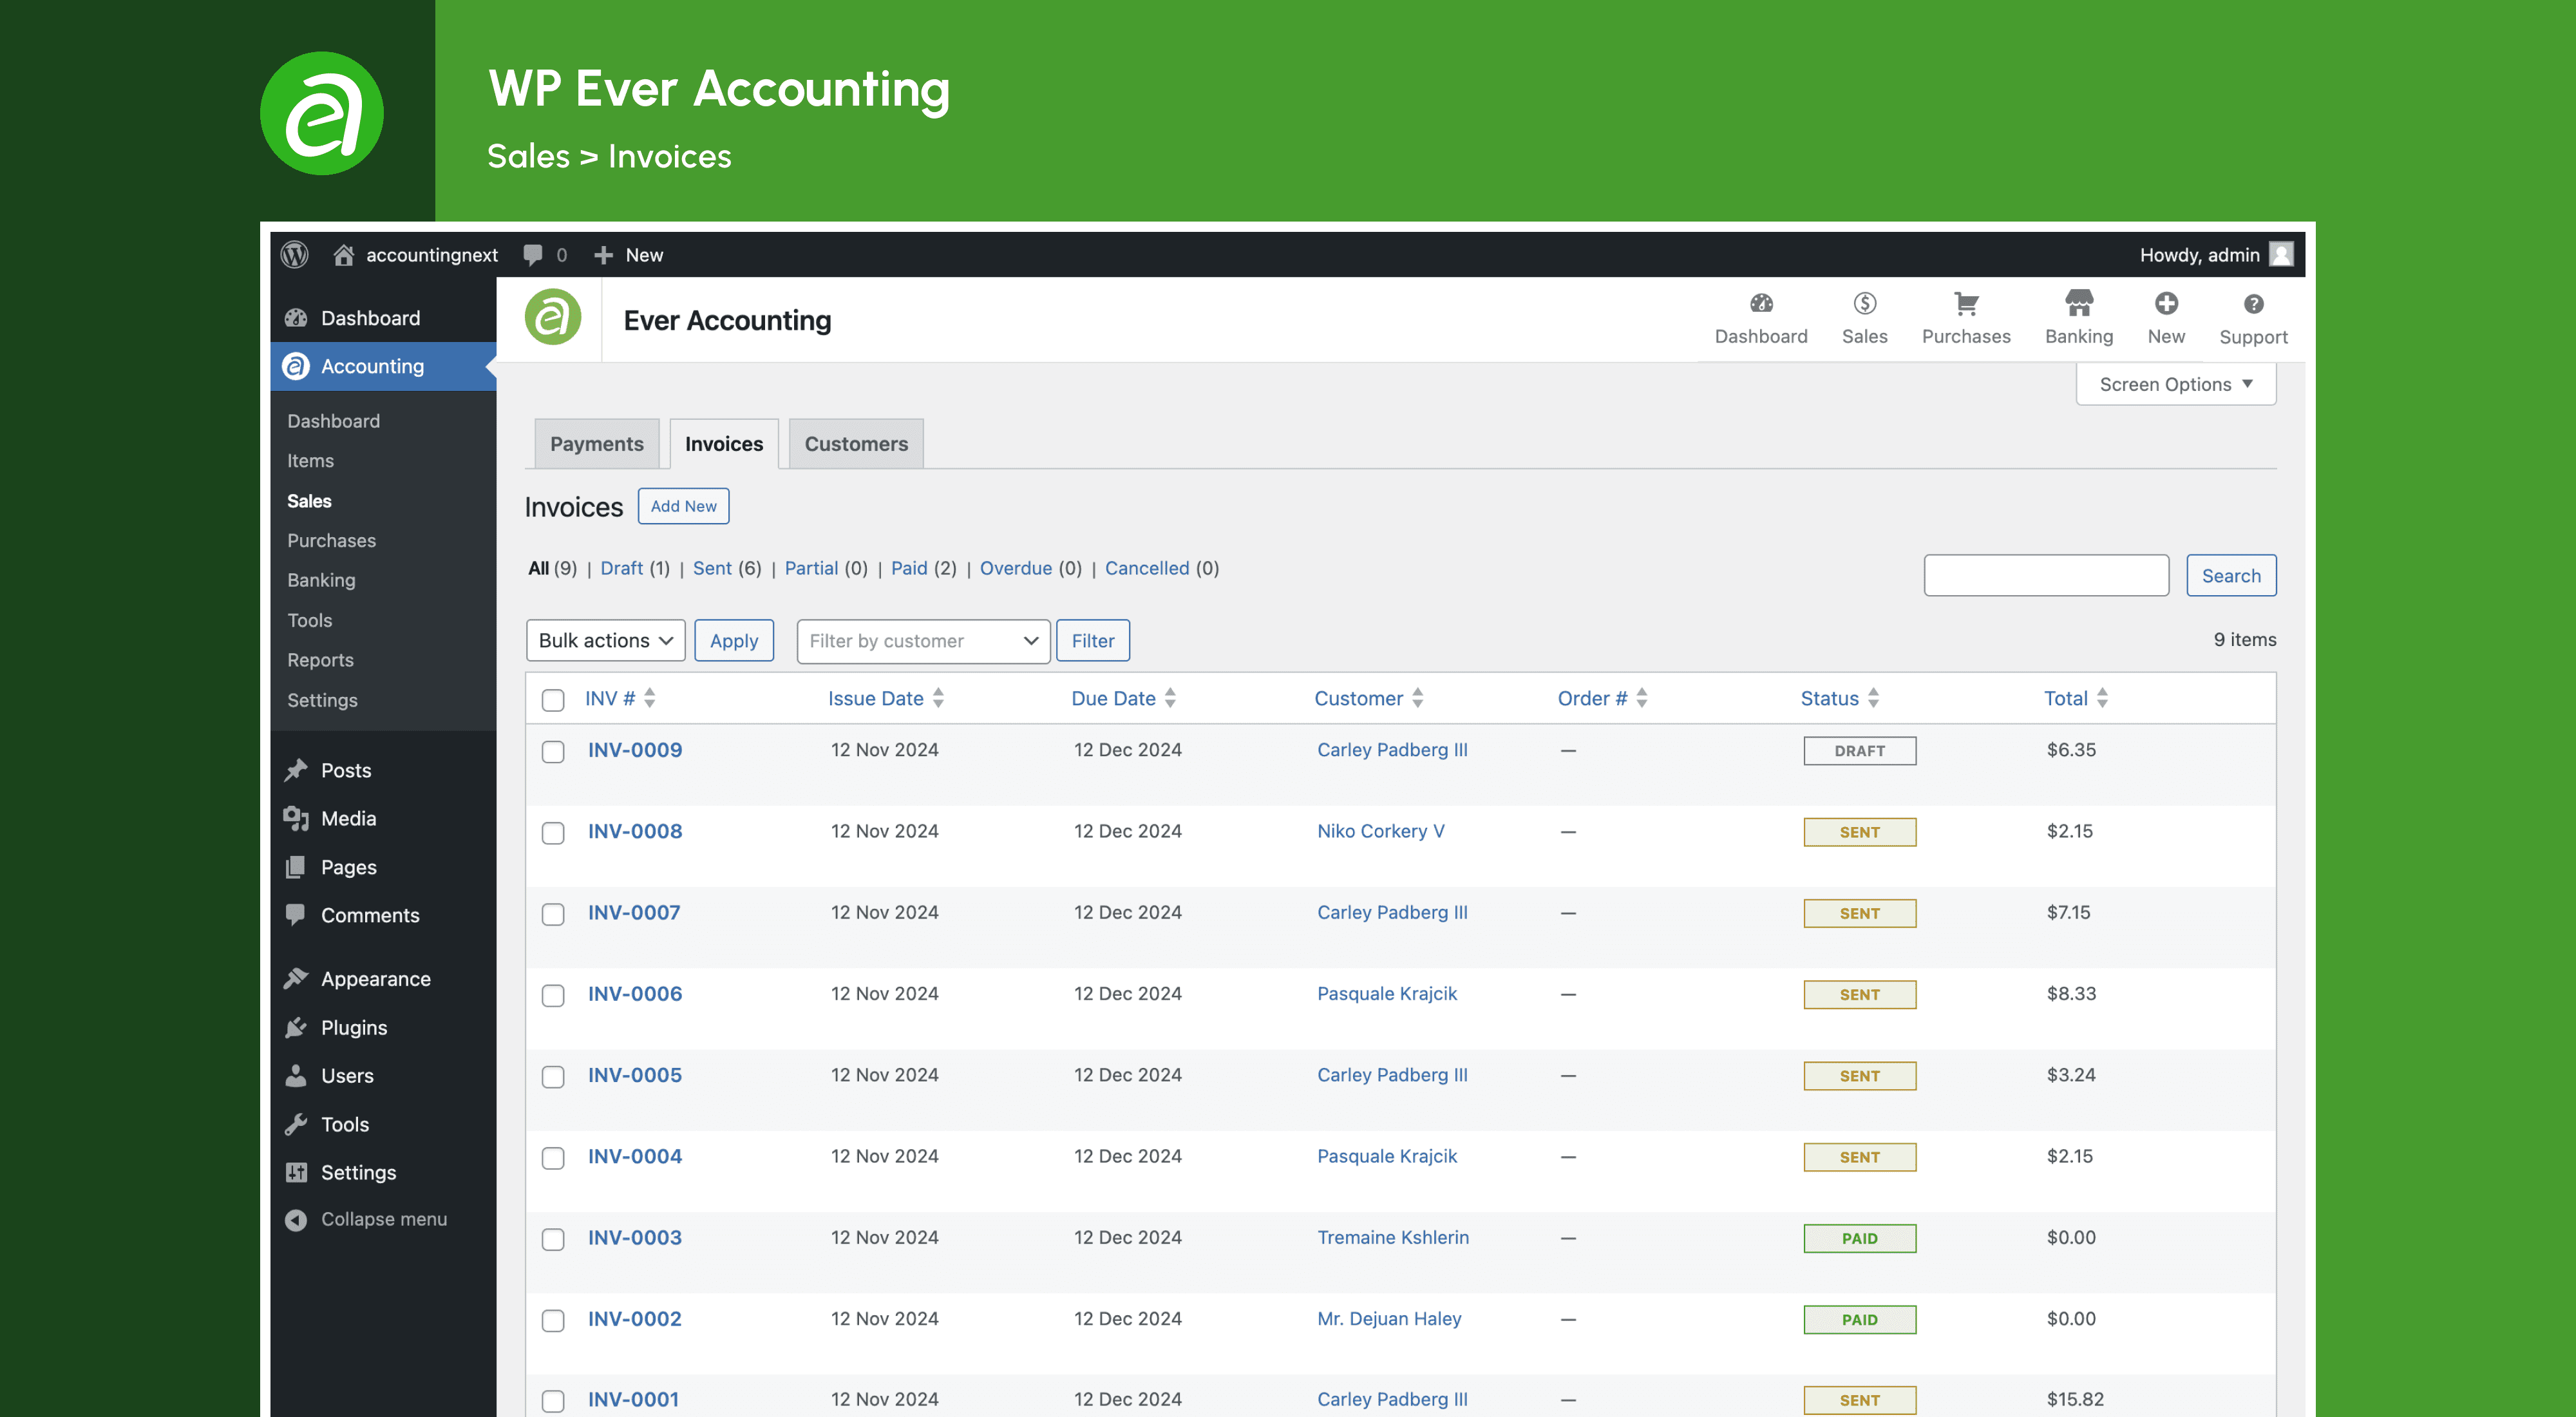 WP Ever Accounting
Sales > Invoices
accountingnext 0 New Howdy, admin
Dashboard
Accounting
Dashboard
Items
Sales
Purchases
Banking
Tools
Reports
Settings
Posts
Media
Pages
Comments
Appearance
Plugins
Users
Tools
Settings
Collapse menu
Ever Accounting
Dashboard Sales Purchases Banking New Support
Screen Options
Payments Invoices Customers
Invoices Add New
All (9) | Draft (1) | Sent (6) | Partial (0) | Paid (2) | Overdue (0) | Cancelled (0) Search
Bulk actions Apply Filter by customer Filter 9 items
INV # Issue Date Due Date Customer Order # Status Total
INV-0009 12 Nov 2024 12 Dec 2024 Carley Padberg III — DRAFT $6.35
INV-0008 12 Nov 2024 12 Dec 2024 Niko Corkery V — SENT $2.15
INV-0007 12 Nov 2024 12 Dec 2024 Carley Padberg III — SENT $7.15
INV-0006 12 Nov 2024 12 Dec 2024 Pasquale Krajcik — SENT $8.33
INV-0005 12 Nov 2024 12 Dec 2024 Carley Padberg III — SENT $3.24
INV-0004 12 Nov 2024 12 Dec 2024 Pasquale Krajcik — SENT $2.15
INV-0003 12 Nov 2024 12 Dec 2024 Tremaine Kshlerin — PAID $0.00
INV-0002 12 Nov 2024 12 Dec 2024 Mr. Dejuan Haley — PAID $0.00
INV-0001 12 Nov 2024 12 Dec 2024 Carley Padberg III — SENT $15.82